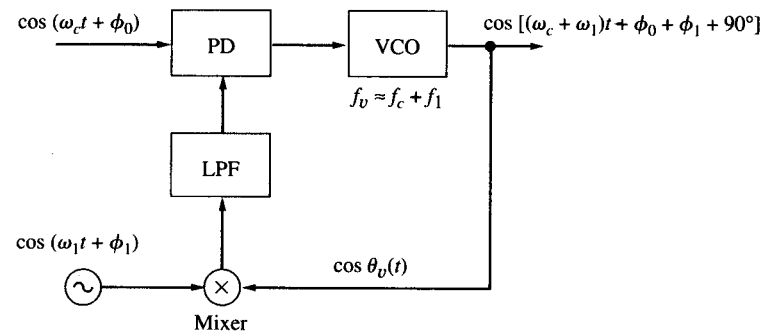 cos (ω_c t + ϕ_0)
PD
VCO
cos [(ω_c + ω_1)t + ϕ_0 + ϕ_1 + 90°]
f_v ≈ f_c + f_1
LPF
cos (ω_1 t + ϕ_1)
cos θ_v(t)
~
×
Mixer